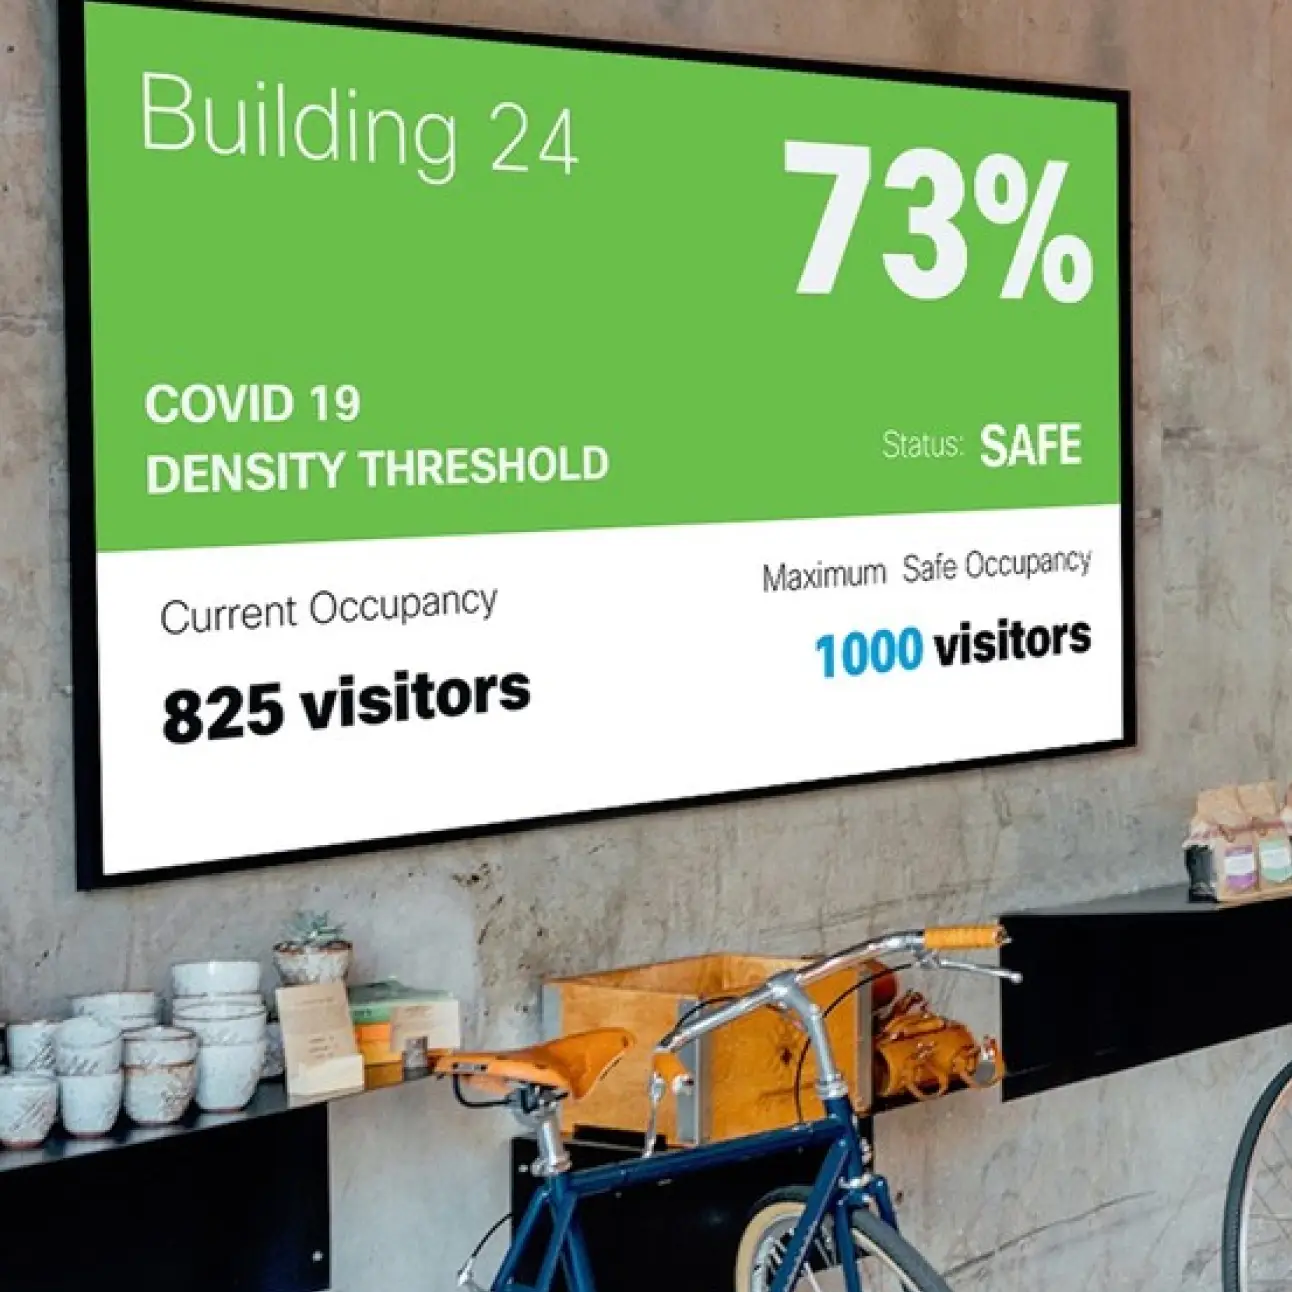 Building 24
73%
COVID 19
DENSITY THRESHOLD
Status: SAFE
Current Occupancy
825 visitors
Maximum Safe Occupancy
1000 visitors